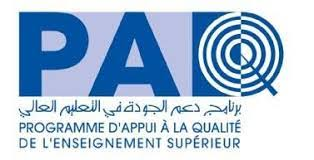 PAQ
برنامج دعم الجودة في التعليم العالي
PROGRAMME D'APPUI À LA QUALITÉ
DE L'ENSEIGNEMENT SUPÉRIEUR